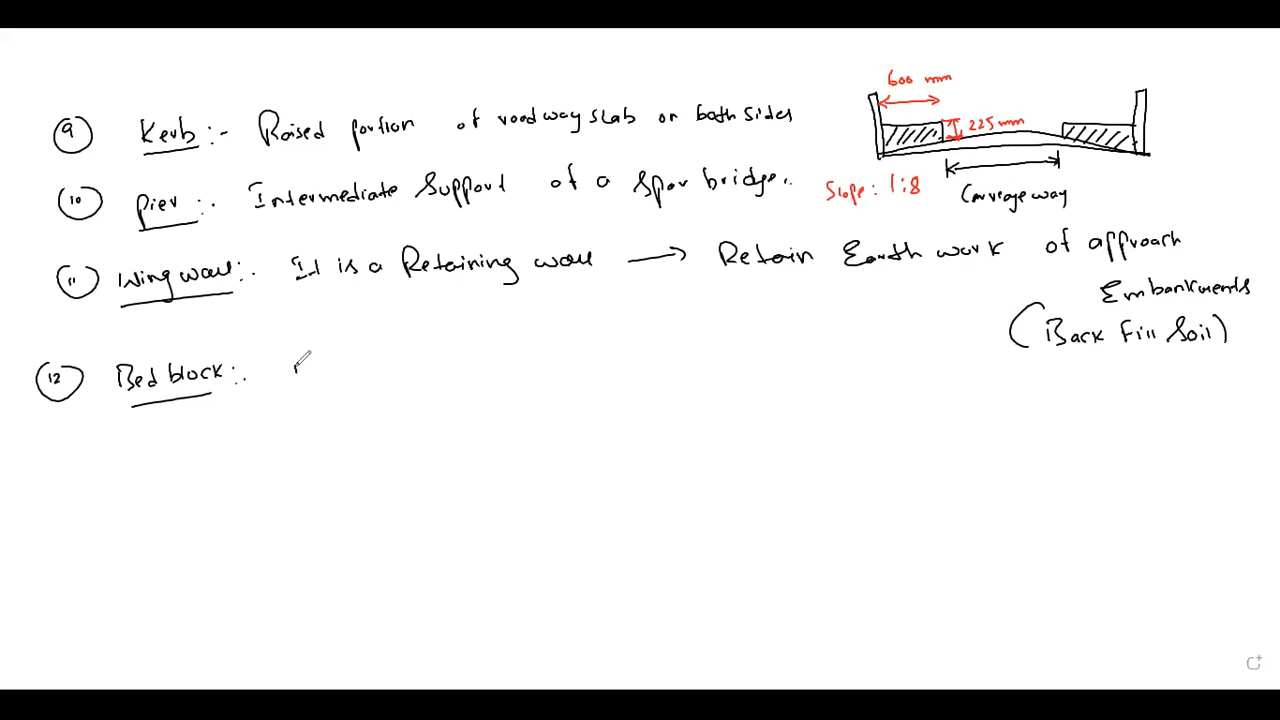 600 mm
9 Kerb :- Raised portion of roadway slab on both sides
225 mm
10 pier :. Intermediate Support of a Span bridge.
Slope: 1:8
Carriageway
11 Wing wall :. It is a Retaining wall → Retain Earth work of approach
Embankments
(Back Fill Soil)
12 Bed block :.